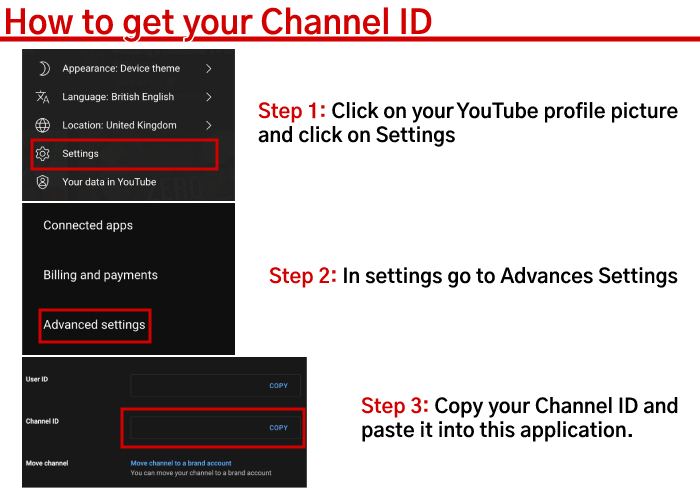 How to get your Channel ID
Appearance: Device theme
Language: British English
Location: United Kingdom
Settings
Your data in YouTube
Step 1: Click on your YouTube profile picture
and click on Settings
Connected apps
Billing and payments
Advanced settings
Step 2: In settings go to Advances Settings
User ID
COPY
Channel ID
COPY
Move channel
Move channel to a brand account
You can move your channel to a brand account
Step 3: Copy your Channel ID and
paste it into this application.